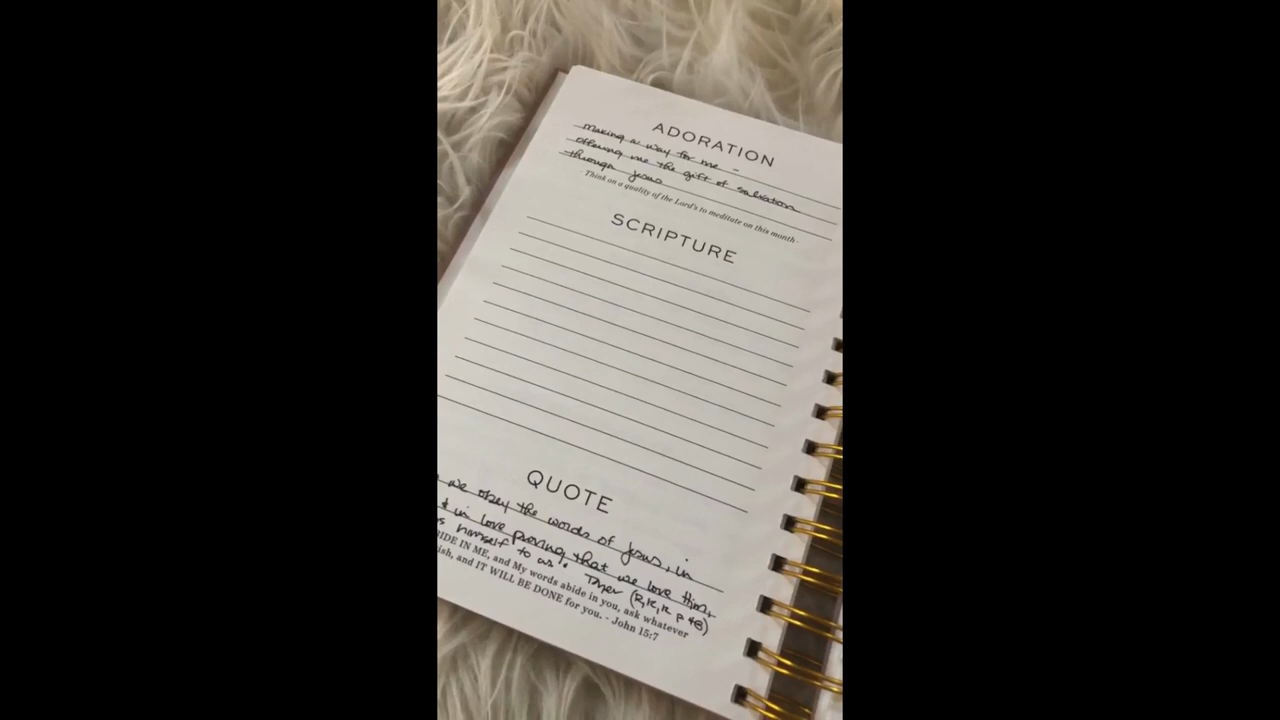 ADORATION
making a way for me -
offering me the gift of salvation
through Jesus
Think on a quality of the Lord's to meditate on this month.
SCRIPTURE
QUOTE
we obey the words of Jesus, in
& in love proving that we love Him,
himself to us. (R,R,R P 48)
IDE IN ME, and My words abide in you, ask whatever
ish, and IT WILL BE DONE for you. - John 15:7